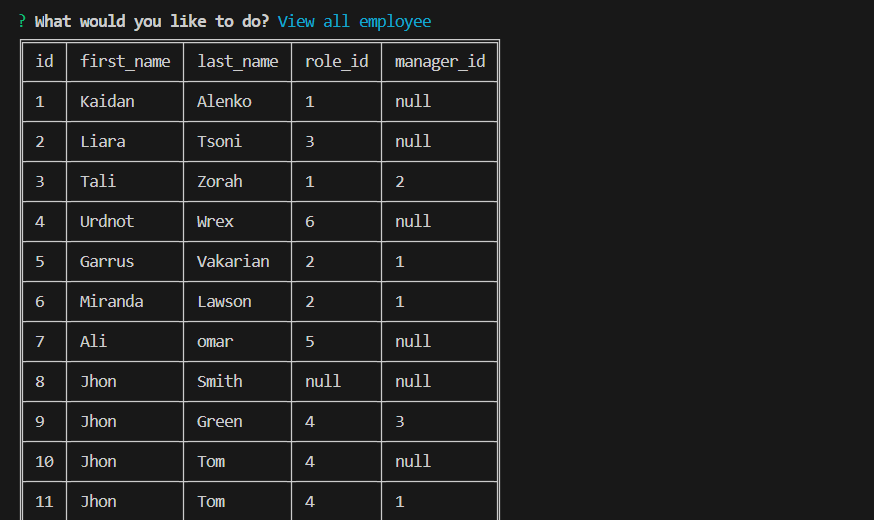 ? What would you like to do? View all employee
id first_name last_name role_id manager_id
1 Kaidan Alenko 1 null
2 Liara Tsoni 3 null
3 Tali Zorah 1 2
4 Urdnot Wrex 6 null
5 Garrus Vakarian 2 1
6 Miranda Lawson 2 1
7 Ali omar 5 null
8 Jhon Smith null null
9 Jhon Green 4 3
10 Jhon Tom 4 null
11 Jhon Tom 4 1